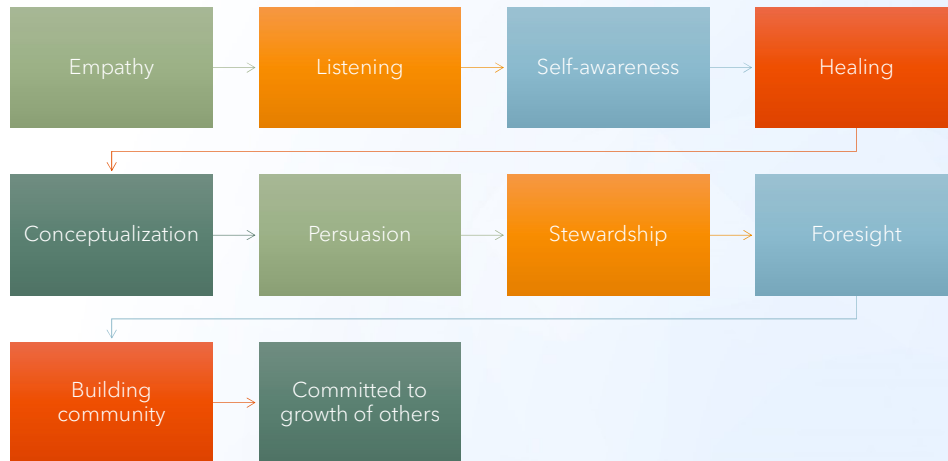 Empathy
Listening
Self-awareness
Healing
Conceptualization
Persuasion
Stewardship
Foresight
Building
community
Committed to
growth of others